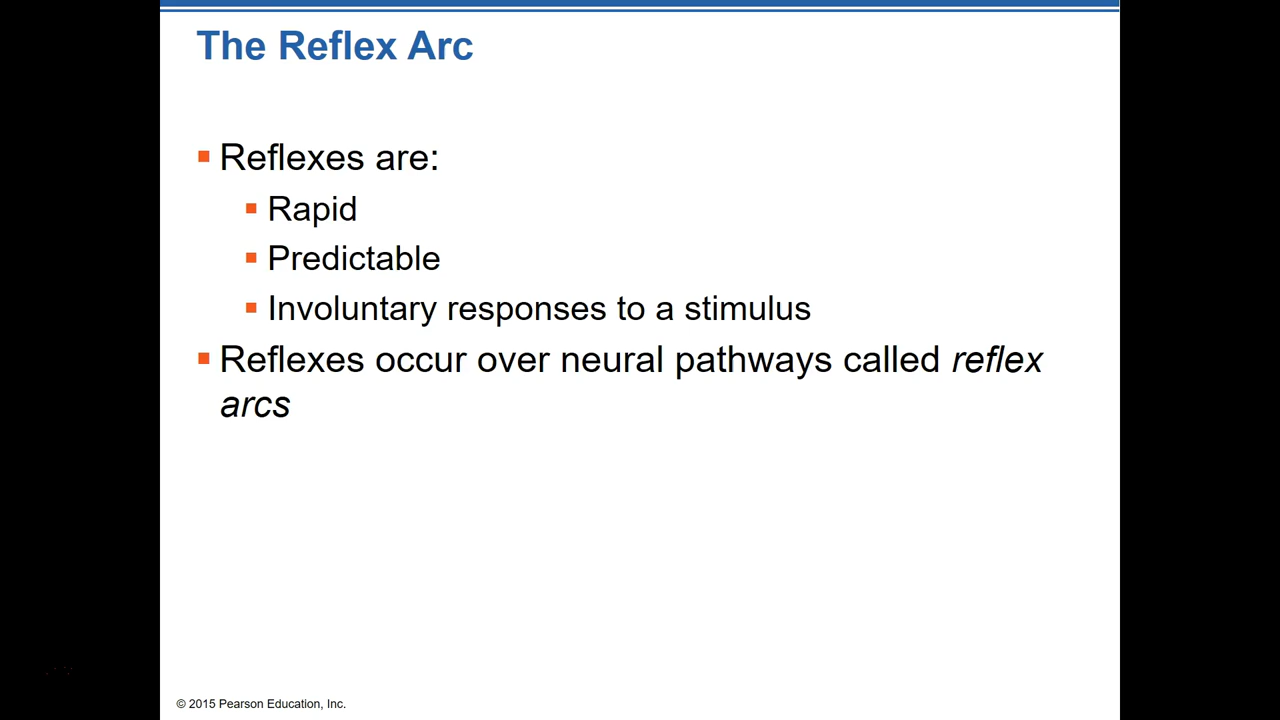 The Reflex Arc
Reflexes are:
Rapid
Predictable
Involuntary responses to a stimulus
Reflexes occur over neural pathways called reflex
arcs
© 2015 Pearson Education, Inc.